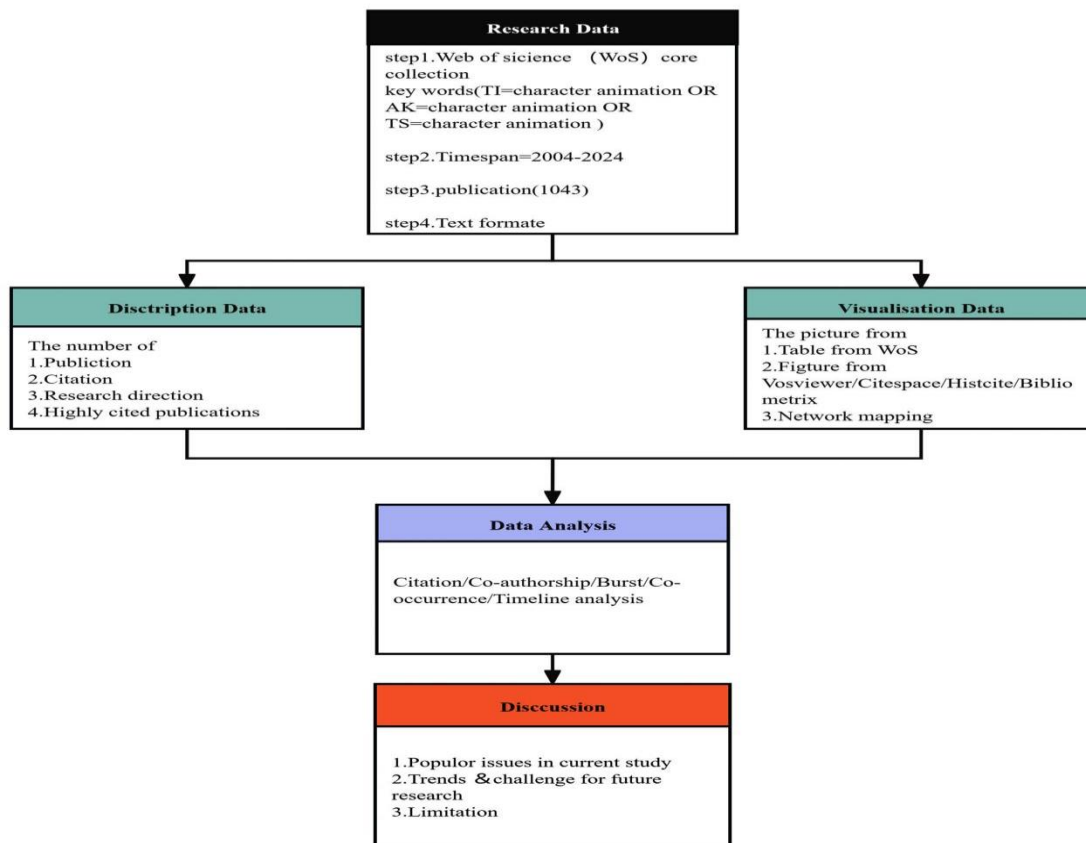 Research Data
step1.Web of sicience （WoS）core
collection
key words(TI=character animation OR
AK=character animation OR
TS=character animation )
step2.Timespan=2004-2024
step3.publication(1043)
step4.Text formate
Disctription Data
The number of
1.Publiction
2.Citation
3.Research direction
4.Highly cited publications
Visualisation Data
The picture from
1.Table from WoS
2.Figture from
Vosviewer/Citespace/Histcite/Biblio
metrix
3.Network mapping
Data Analysis
Citation/Co-authorship/Burst/Co-
occurrence/Timeline analysis
Disccussion
1.Populor issues in current study
2.Trends &challenge for future
research
3.Limitation